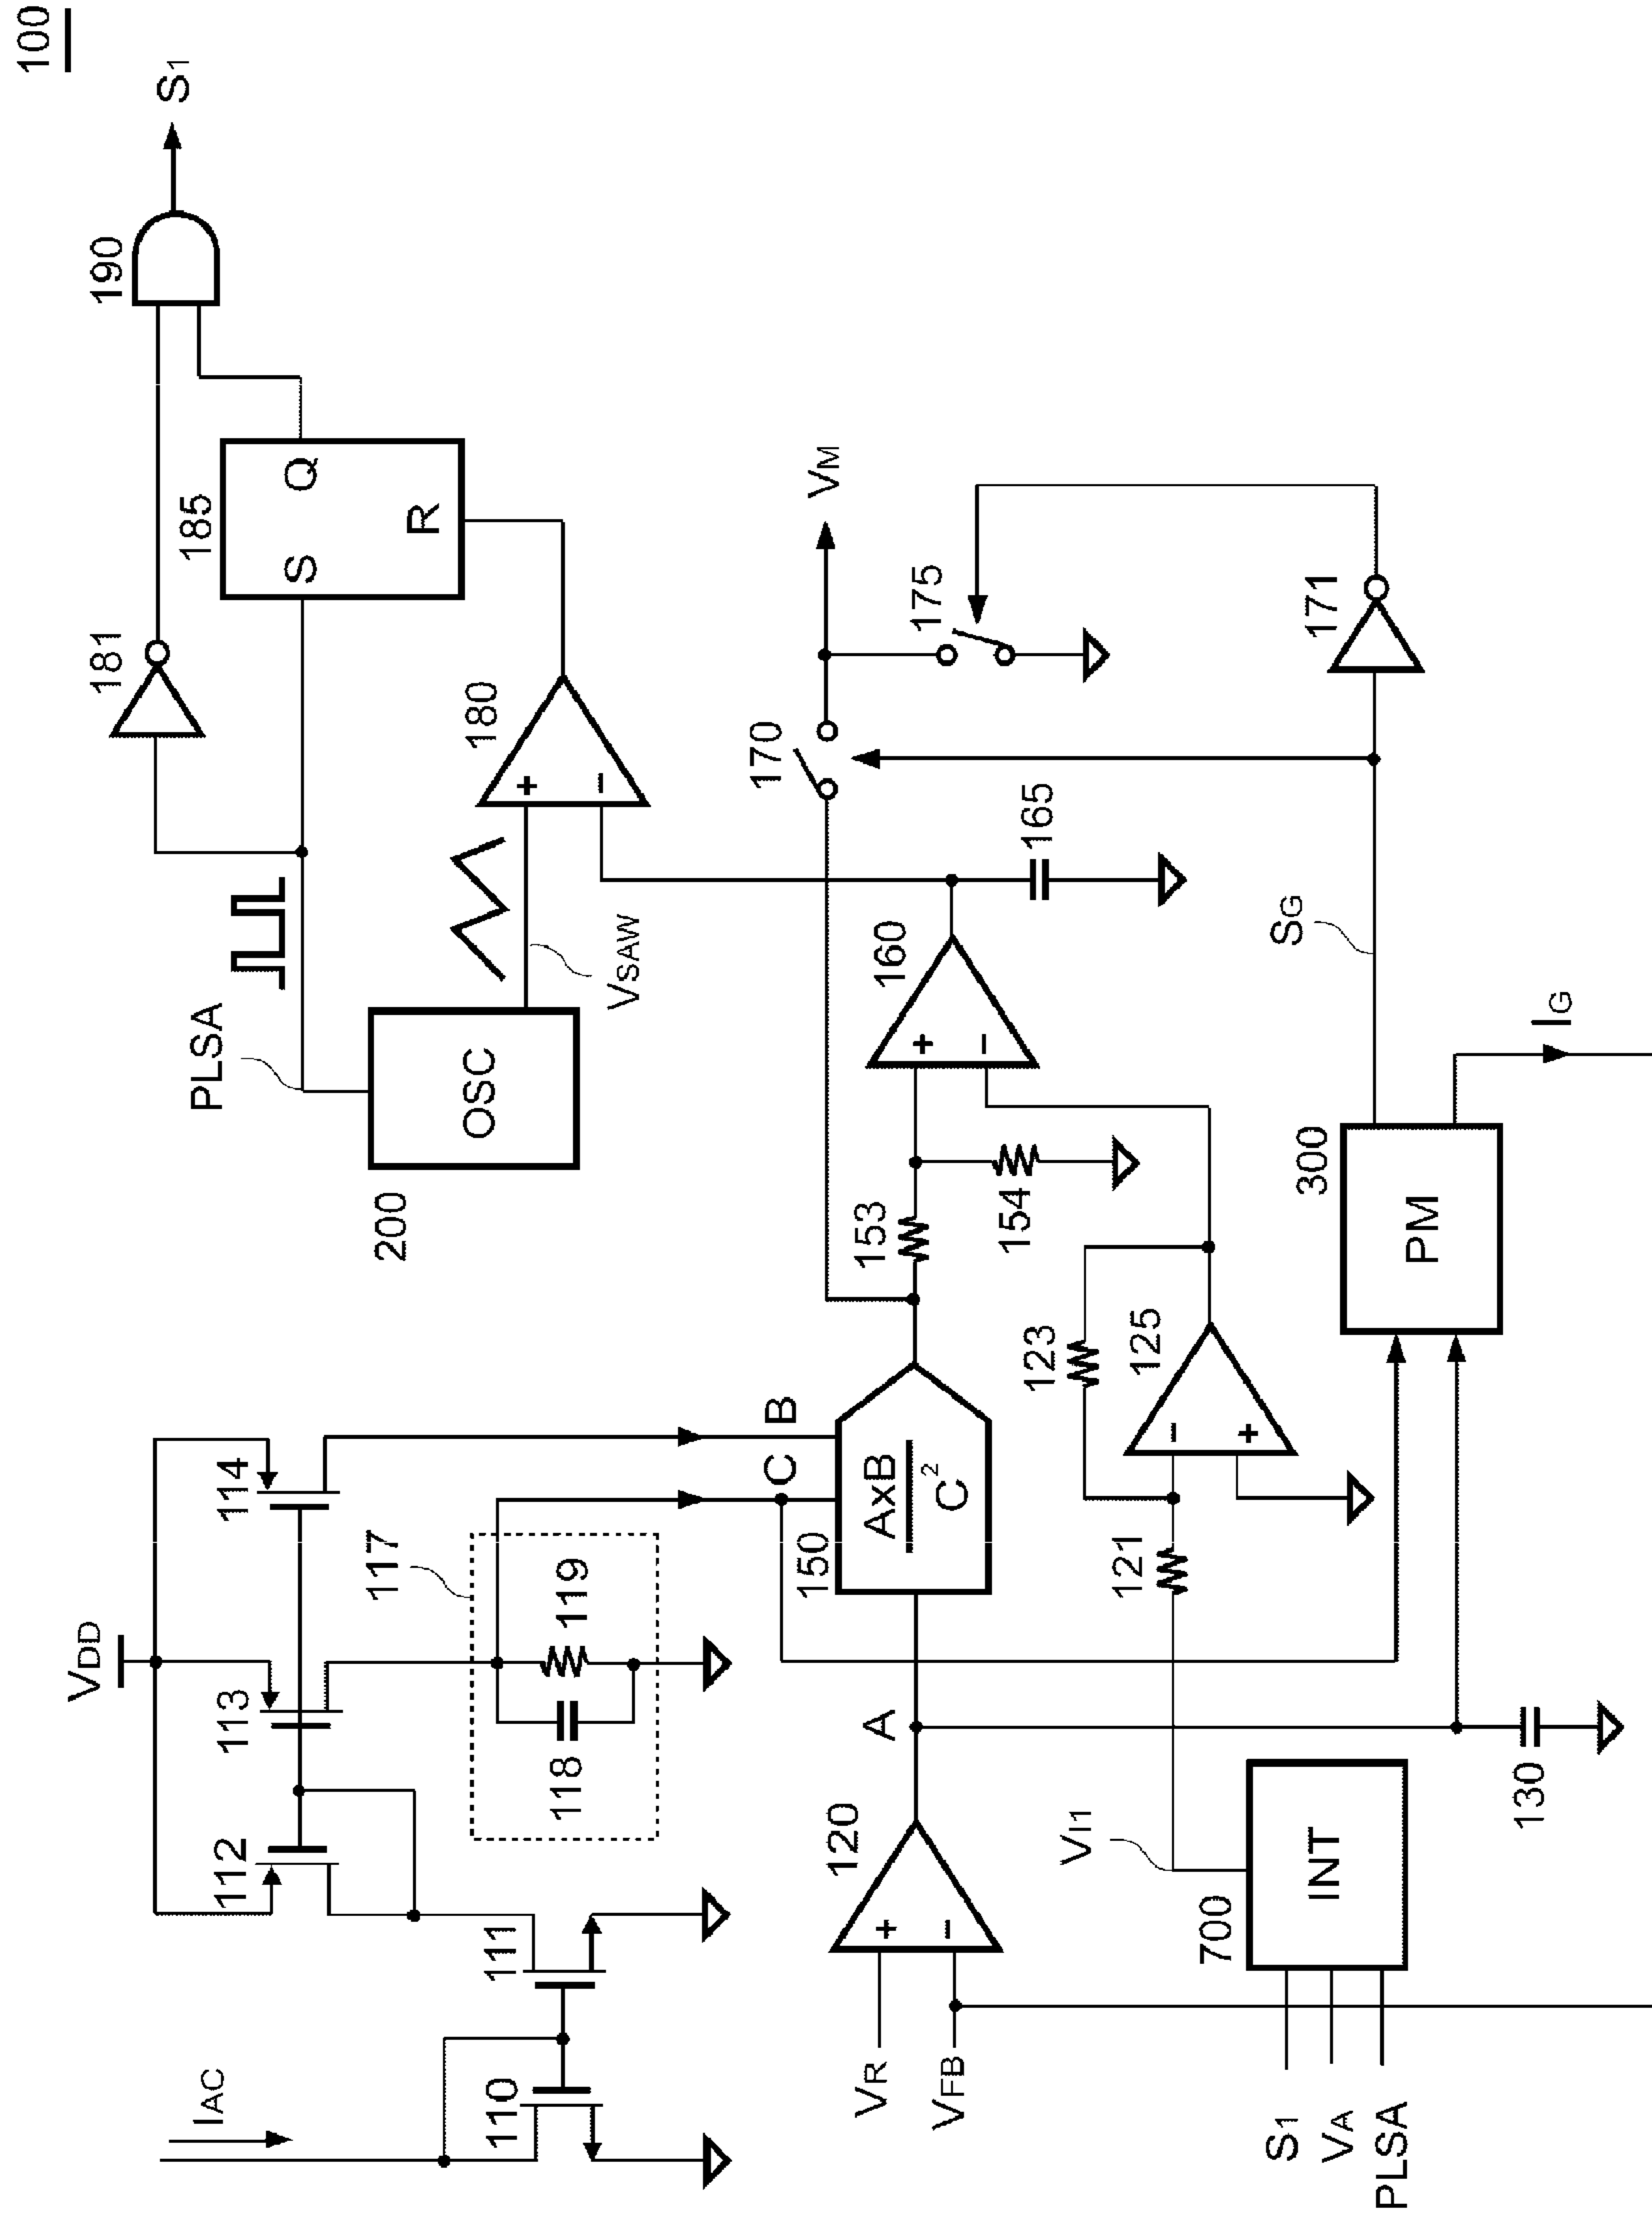 100
S1
190
185
S
Q
R
181
180
+
−
PLSA
VSAW
OSC
200
VM
170
175
171
165
160
+
−
SG
IG
153
154
300
PM
VDD
112
113
114
117
118
119
B
C
150
AxB
C²
A
123
125
−
+
121
IAC
110
111
120
+
−
VR
VFB
VI1
700
INT
130
S1
VA
PLSA